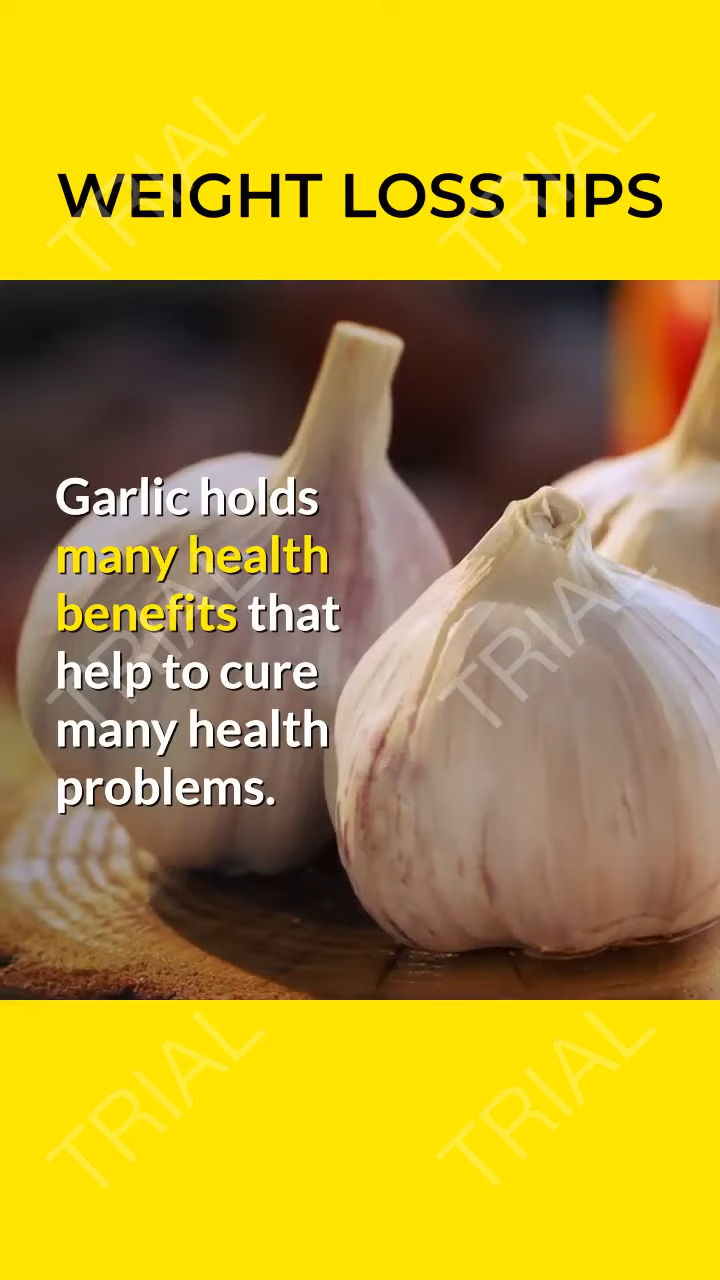 WEIGHT LOSS TIPS
Garlic holds
many health
benefits that
help to cure
many health
problems.
TRIAL
TRIAL
TRIAL
TRIAL
TRIAL
TRIAL